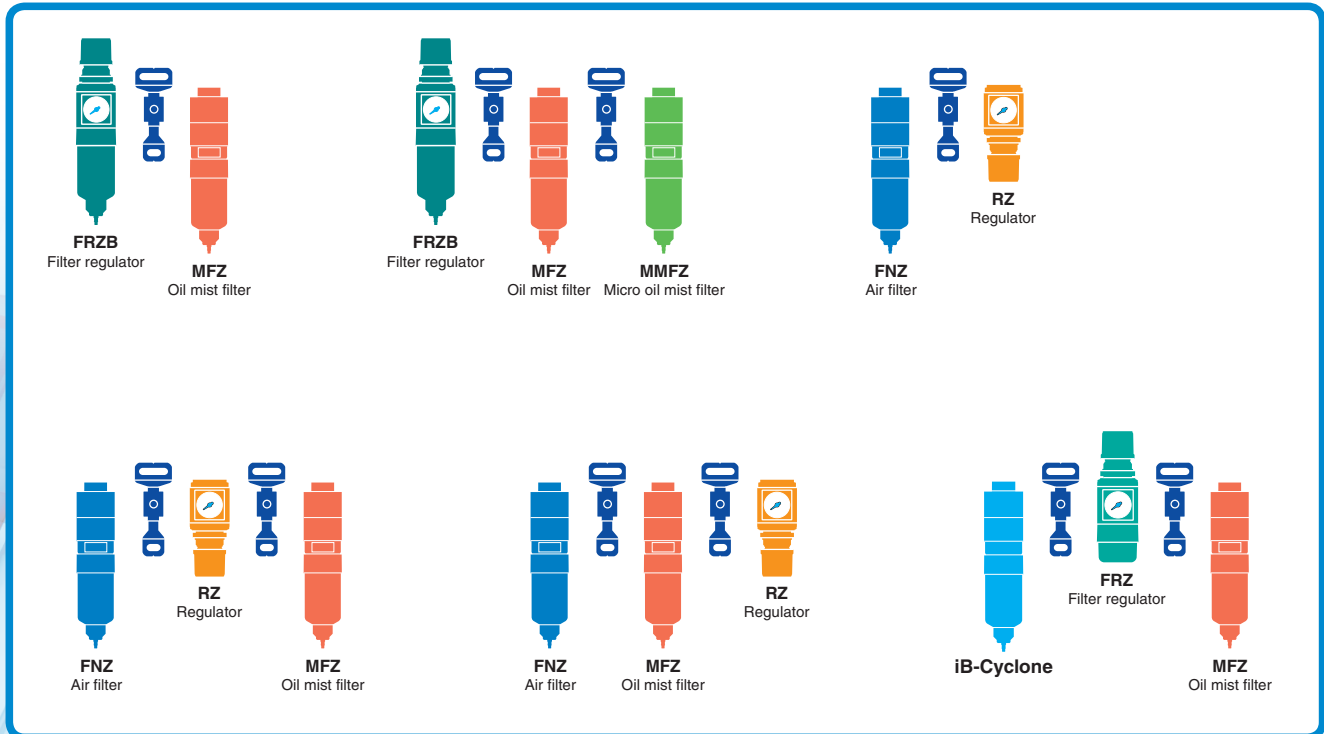 FRZB
Filter regulator
MFZ
Oil mist filter
FRZB
Filter regulator
MFZ
Oil mist filter
MMFZ
Micro oil mist filter
FNZ
Air filter
RZ
Regulator
FNZ
Air filter
RZ
Regulator
MFZ
Oil mist filter
FNZ
Air filter
MFZ
Oil mist filter
RZ
Regulator
iB-Cyclone
FRZ
Filter regulator
MFZ
Oil mist filter